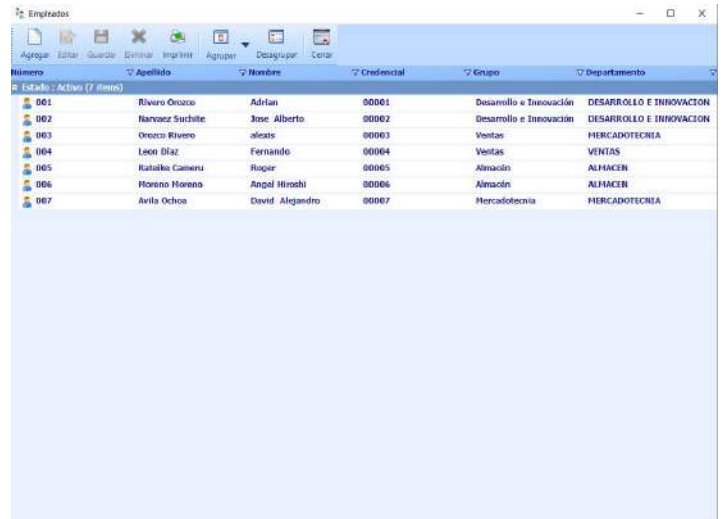 Empleados
Agregar Editar Guardar Eliminar Imprimir Agrupar Desagrupar Cerrar
Número Apellido Nombre Credencial Grupo Departamento
Estado : Activo (7 items)
001 Rivero Orozco Adrian 00001 Desarrollo e Innovación DESARROLLO E INNOVACION
002 Narvaez Suchite Jose Alberto 00002 Desarrollo e Innovación DESARROLLO E INNOVACION
003 Orozco Rivero alexis 00003 Ventas MERCADOTECNIA
004 Leon Diaz Fernando 00004 Ventas VENTAS
005 Rateike Cameru Roger 00005 Almacén ALMACEN
006 Moreno Moreno Angel Hiroshi 00006 Almacén ALMACEN
007 Avila Ochoa David Alejandro 00007 Mercadotecnia MERCADOTECNIA